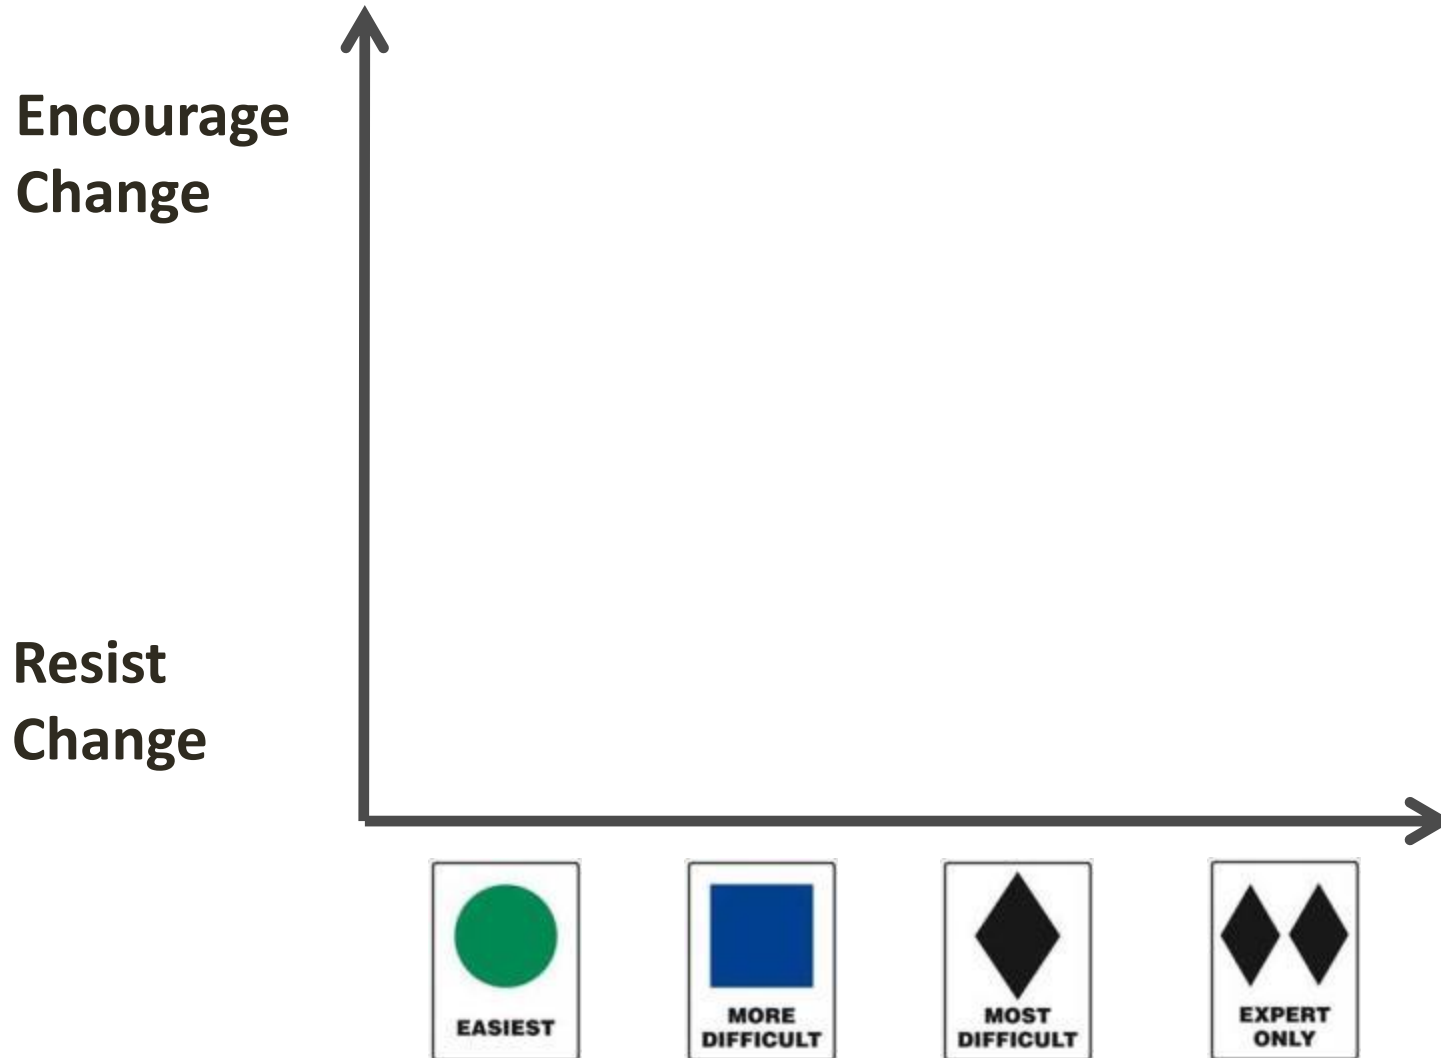 Encourage
Change
Resist
Change
EASIEST
MORE
DIFFICULT
MOST
DIFFICULT
EXPERT
ONLY